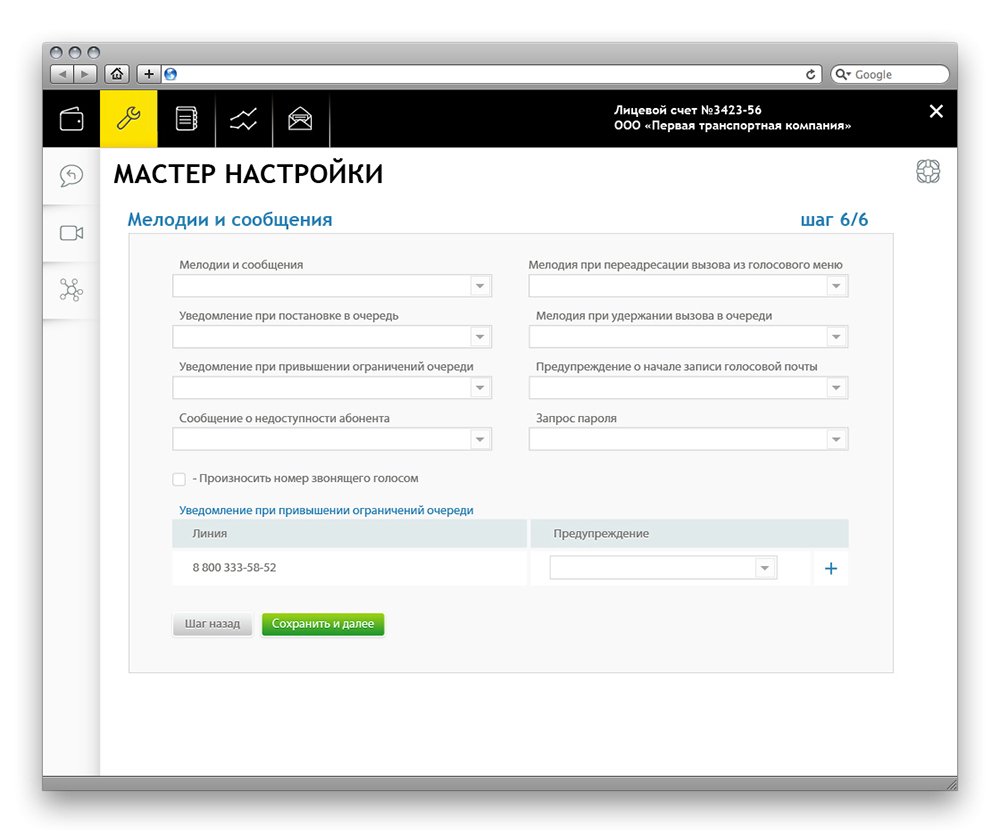 Google
Лицевой счет №3423-56
ООО «Первая транспортная компания»
МАСТЕР НАСТРОЙКИ
Мелодии и сообщения
шаг 6/6
Мелодии и сообщения
Мелодия при переадресации вызова из голосового меню
Уведомление при постановке в очередь
Мелодия при удержании вызова в очереди
Уведомление при привышении ограничений очереди
Предупреждение о начале записи голосовой почты
Сообщение о недоступности абонента
Запрос пароля
- Произносить номер звонящего голосом
Уведомление при привышении ограничений очереди
Линия
Предупреждение
8 800 333-58-52
Шаг назад
Сохранить и далее